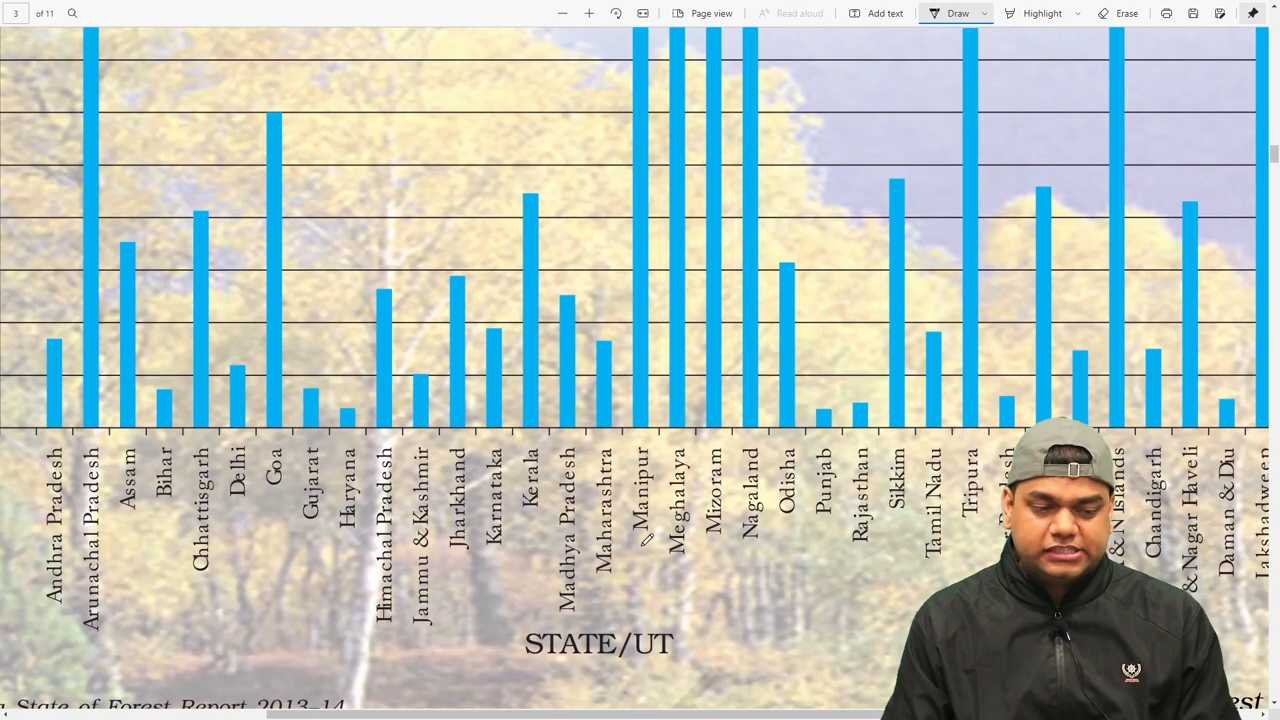 3 of 11 Page view Read aloud Add text Draw Highlight Erase
Andhra Pradesh
Arunachal Pradesh
Assam
Bihar
Chhattisgarh
Delhi
Goa
Gujarat
Haryana
Himachal Pradesh
Jammu & Kashmir
Jharkhand
Karnataka
Kerala
Madhya Pradesh
Maharashtra
Manipur
Meghalaya
Mizoram
Nagaland
Odisha
Punjab
Rajasthan
Sikkim
Tamil Nadu
Tripura
& N Islands
Chandigarh
& Nagar Haveli
Daman & Diu
Lakshadweep
STATE/UT
State of Forest Report 2013–14